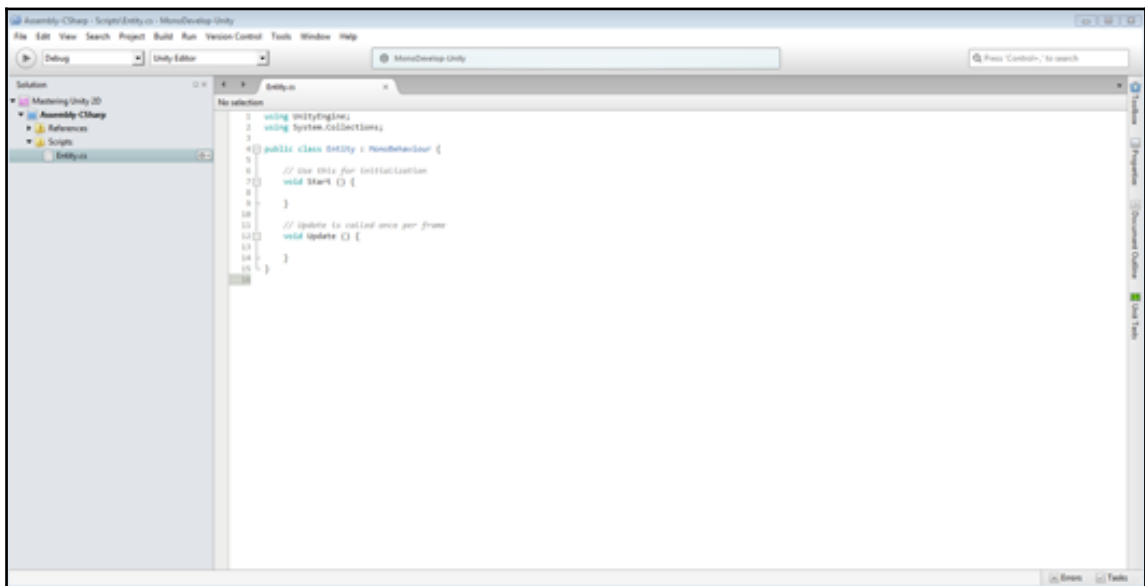 Assembly-CSharp - Scripts\Entity.cs - MonoDevelop-Unity
File Edit View Search Project Build Run Version Control Tools Window Help
Debug Unity Editor MonoDevelop-Unity Press 'Control+,' to search
Solution
Entity.cs
Mastering Unity 2D
No selection
Assembly-CSharp
References
Scripts
Entity.cs
1 using UnityEngine;
2 using System.Collections;
3
4 public class Entity : MonoBehaviour {
5
6 // Use this for initialization
7 void Start () {
8
9 }
10
11 // Update is called once per frame
12 void Update () {
13
14 }
15 }
16
Toolbox
Properties
Document Outline
Unit Tests
Errors Tasks